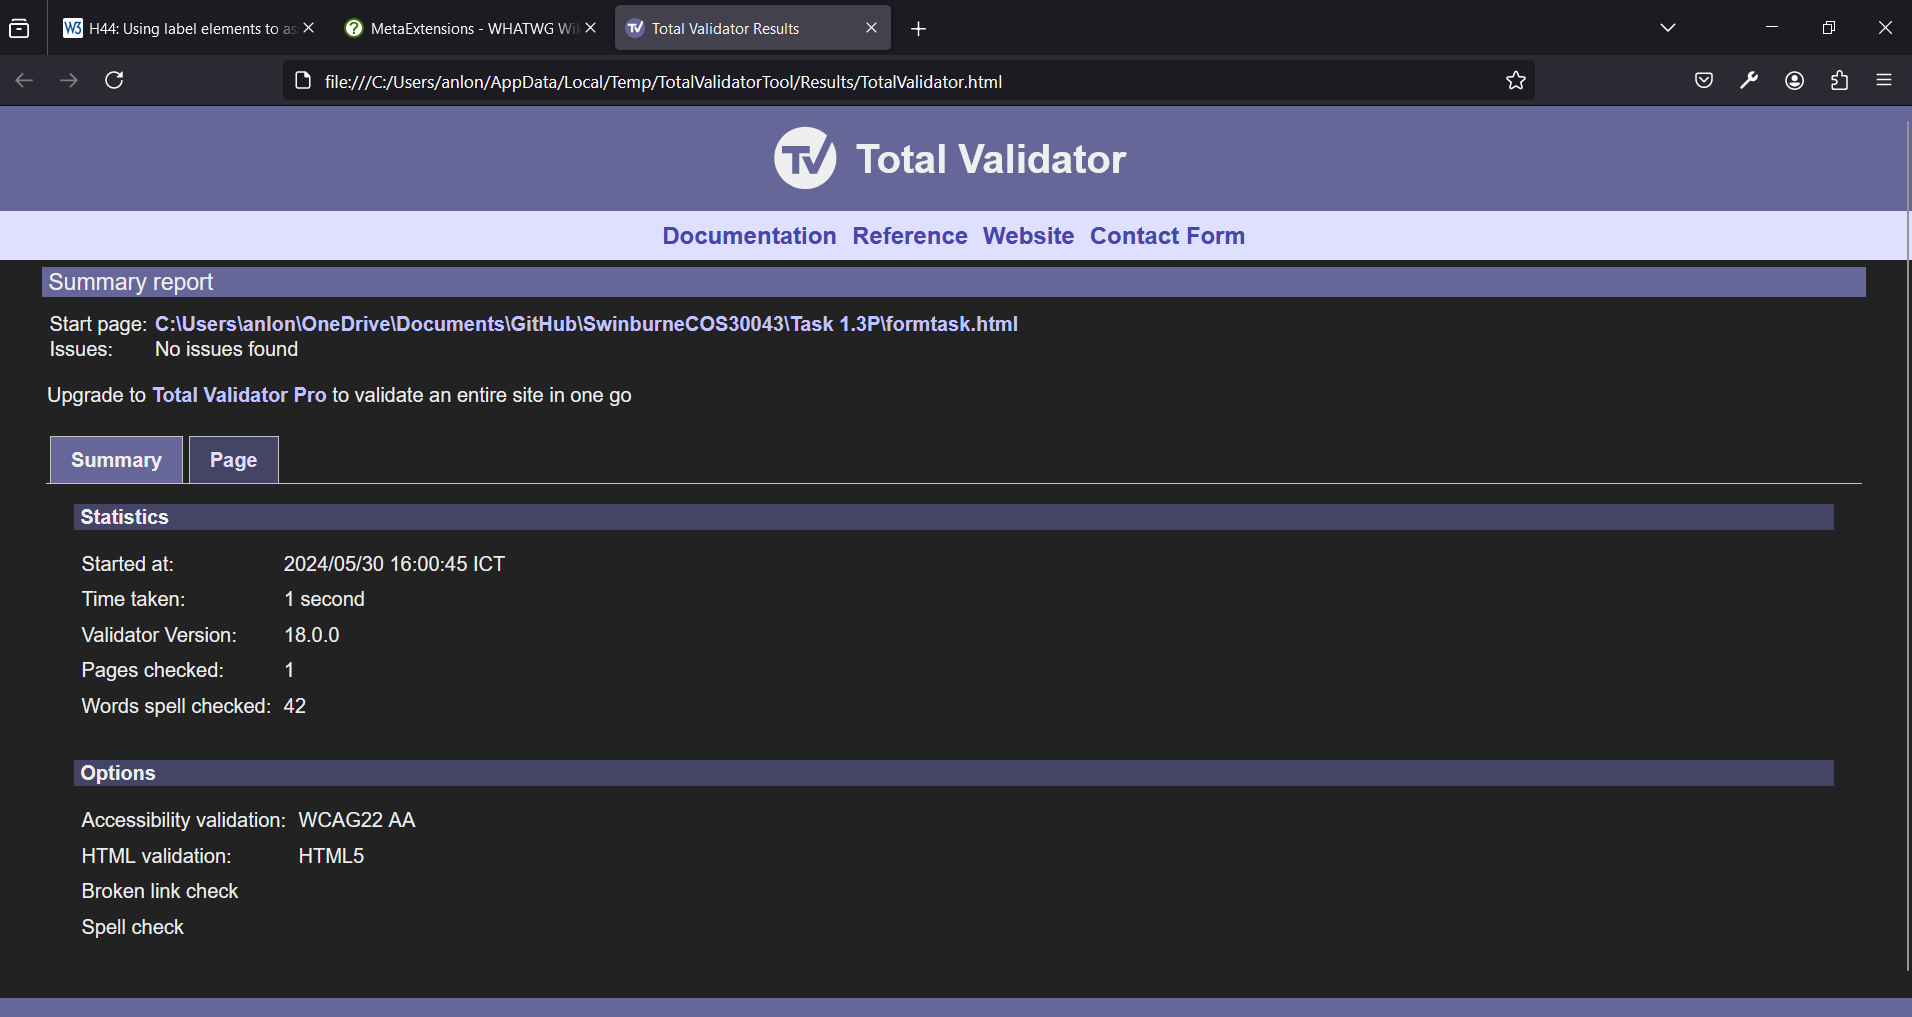 H44: Using label elements to as
MetaExtensions - WHATWG Wik
Total Validator Results
file:///C:/Users/anlon/AppData/Local/Temp/TotalValidatorTool/Results/TotalValidator.html
TV Total Validator
Documentation Reference Website Contact Form
Summary report
Start page: C:\Users\anlon\OneDrive\Documents\GitHub\SwinburneCOS30043\Task 1.3P\formtask.html
Issues: No issues found
Upgrade to Total Validator Pro to validate an entire site in one go
Summary Page
Statistics
Started at: 2024/05/30 16:00:45 ICT
Time taken: 1 second
Validator Version: 18.0.0
Pages checked: 1
Words spell checked: 42
Options
Accessibility validation: WCAG22 AA
HTML validation: HTML5
Broken link check
Spell check